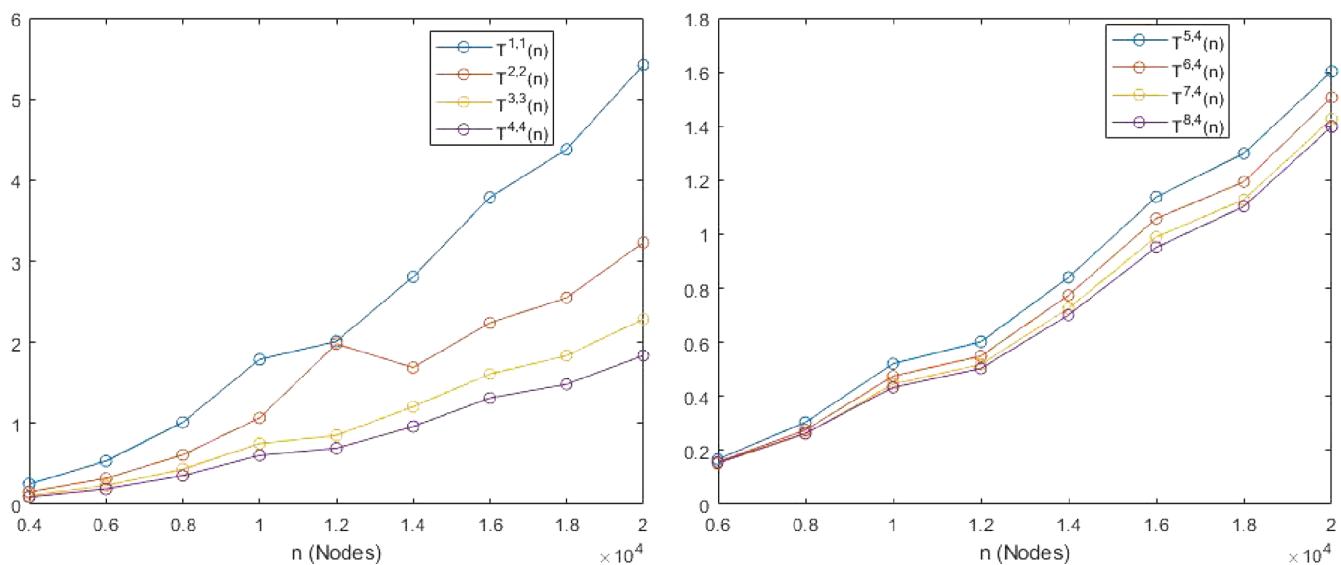 6
5
4
3
2
1
0
0.4 0.6 0.8 1 1.2 1.4 1.6 1.8 2
n (Nodes)
×10^4
T^1,1(n)
T^2,2(n)
T^3,3(n)
T^4,4(n)
1.8
1.6
1.4
1.2
1
0.8
0.6
0.4
0.2
0
0.6 0.8 1 1.2 1.4 1.6 1.8 2
n (Nodes)
×10^4
T^5,4(n)
T^6,4(n)
T^7,4(n)
T^8,4(n)